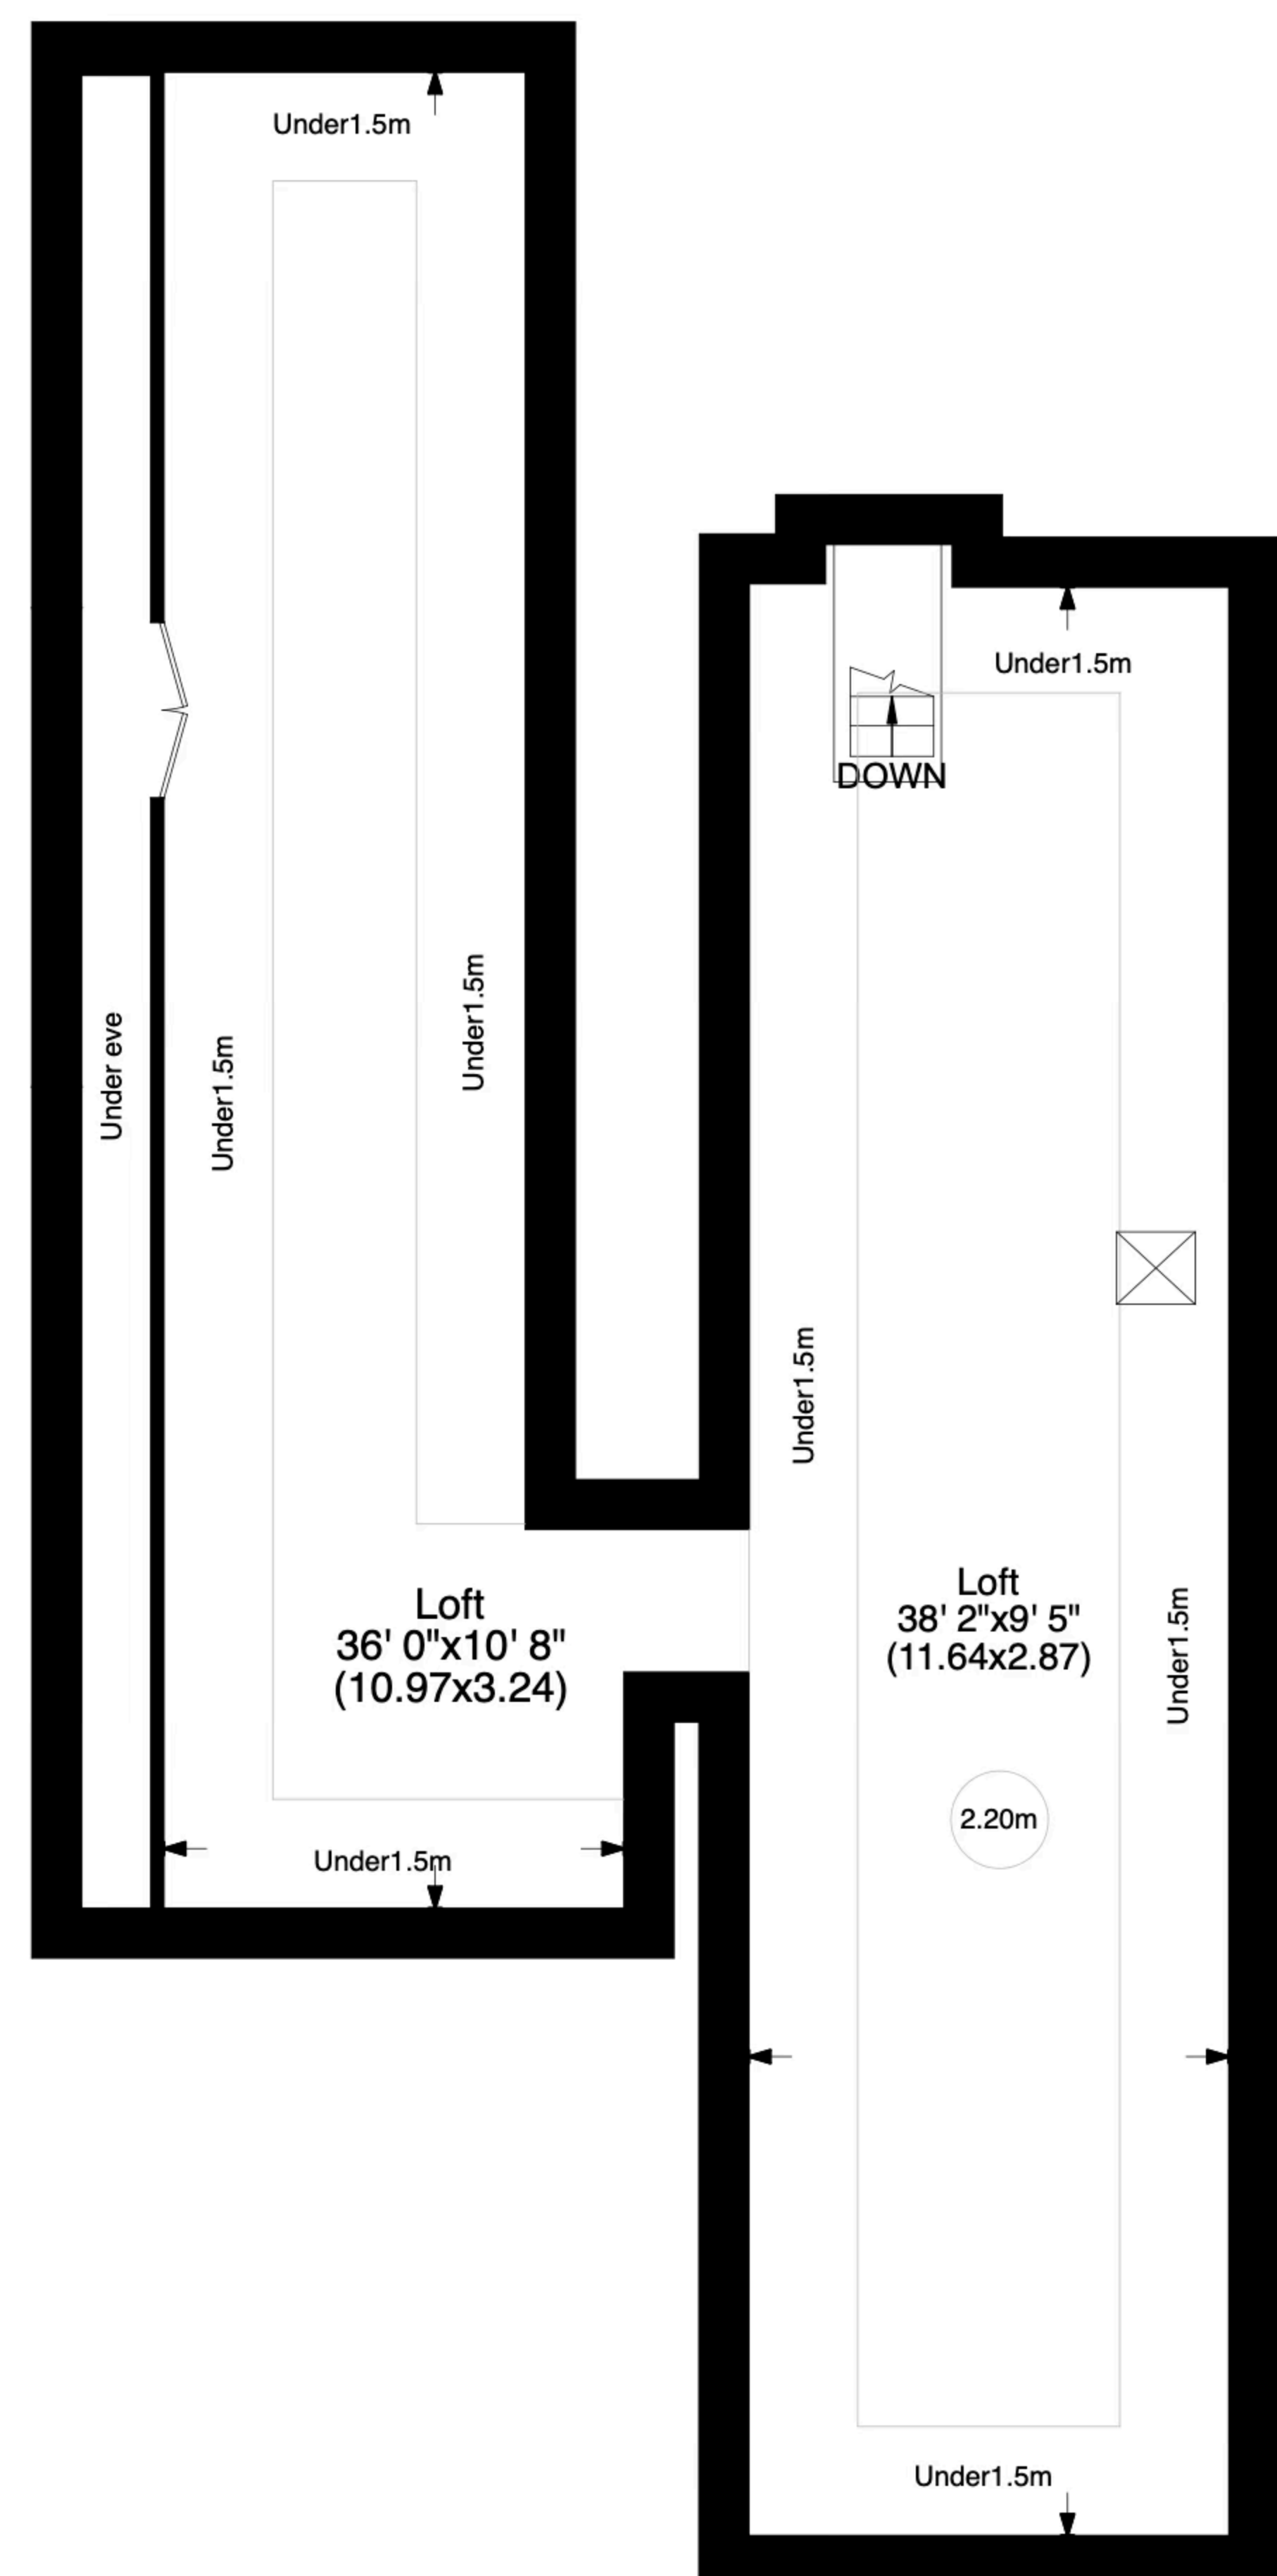 Under1.5m
Under1.5m
DOWN
Under1.5m
Under eve
Under1.5m
Under1.5m
Loft
36' 0"x10' 8"
(10.97x3.24)
Loft
38' 2"x9' 5"
(11.64x2.87)
Under1.5m
2.20m
Under1.5m
Under1.5m